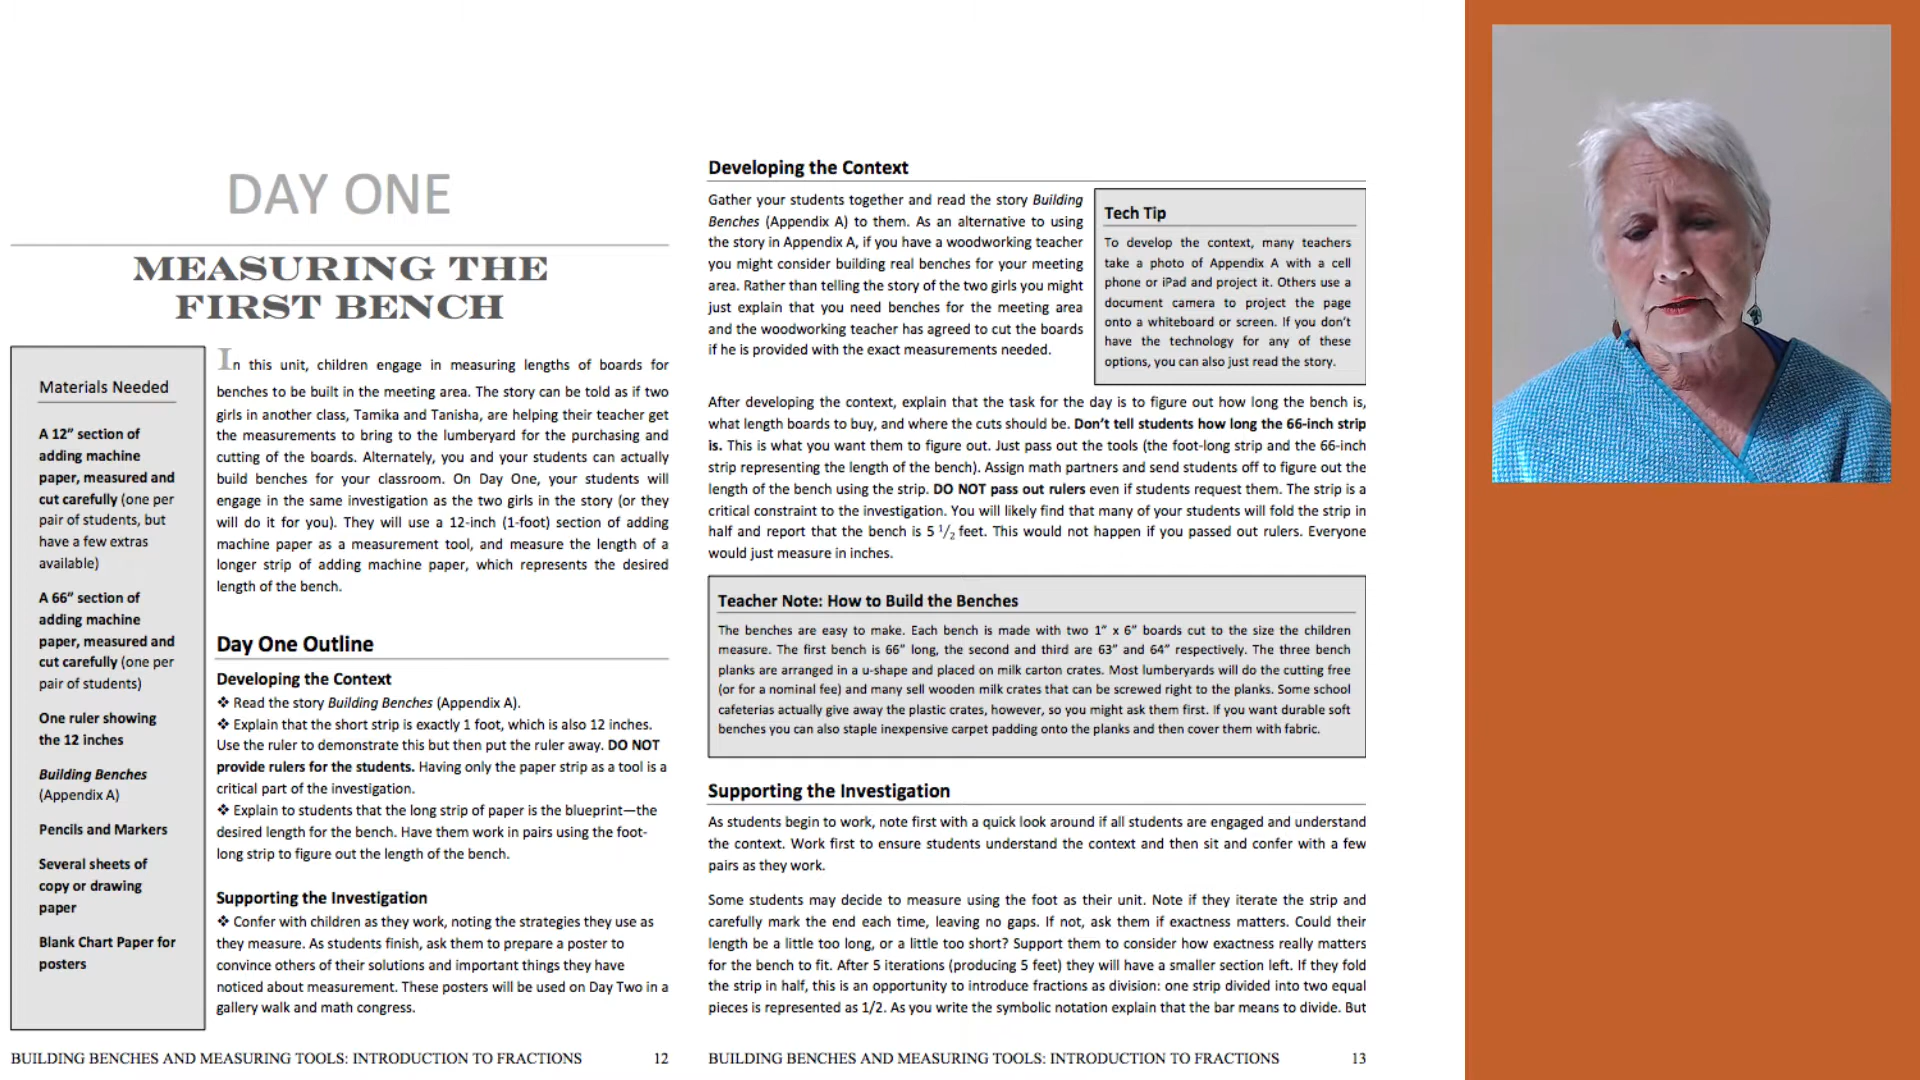 DAY ONE
MEASURING THE
FIRST BENCH
Materials Needed
A 12" section of
adding machine
paper, measured and
cut carefully (one per
pair of students, but
have a few extras
available)
A 66" section of
adding machine
paper, measured and
cut carefully (one per
pair of students)
One ruler showing
the 12 inches
Building Benches
(Appendix A)
Pencils and Markers
Several sheets of
copy or drawing
paper
Blank Chart Paper for
posters
In this unit, children engage in measuring lengths of boards for
benches to be built in the meeting area. The story can be told as if two
girls in another class, Tamika and Tanisha, are helping their teacher get
the measurements to bring to the lumberyard for the purchasing and
cutting of the boards. Alternately, you and your students can actually
build benches for your classroom. On Day One, your students will
engage in the same investigation as the two girls in the story (or they
will do it for you). They will use a 12-inch (1-foot) section of adding
machine paper as a measurement tool, and measure the length of a
longer strip of adding machine paper, which represents the desired
length of the bench.
Day One Outline
Developing the Context
❖ Read the story Building Benches (Appendix A).
❖ Explain that the short strip is exactly 1 foot, which is also 12 inches.
Use the ruler to demonstrate this but then put the ruler away. DO NOT
provide rulers for the students. Having only the paper strip as a tool is a
critical part of the investigation.
❖ Explain to students that the long strip of paper is the blueprint—the
desired length for the bench. Have them work in pairs using the foot-
long strip to figure out the length of the bench.
Supporting the Investigation
❖ Confer with children as they work, noting the strategies they use as
they measure. As students finish, ask them to prepare a poster to
convince others of their solutions and important things they have
noticed about measurement. These posters will be used on Day Two in a
gallery walk and math congress.
BUILDING BENCHES AND MEASURING TOOLS: INTRODUCTION TO FRACTIONS 12
Developing the Context
Gather your students together and read the story Building
Benches (Appendix A) to them. As an alternative to using
the story in Appendix A, if you have a woodworking teacher
you might consider building real benches for your meeting
area. Rather than telling the story of the two girls you might
just explain that you need benches for the meeting area
and the woodworking teacher has agreed to cut the boards
if he is provided with the exact measurements needed.
Tech Tip
To develop the context, many teachers
take a photo of Appendix A with a cell
phone or iPad and project it. Others use a
document camera to project the page
onto a whiteboard or screen. If you don't
have the technology for any of these
options, you can also just read the story.
After developing the context, explain that the task for the day is to figure out how long the bench is,
what length boards to buy, and where the cuts should be. Don't tell students how long the 66-inch strip
is. This is what you want them to figure out. Just pass out the tools (the foot-long strip and the 66-inch
strip representing the length of the bench). Assign math partners and send students off to figure out the
length of the bench using the strip. DO NOT pass out rulers even if students request them. The strip is a
critical constraint to the investigation. You will likely find that many of your students will fold the strip in
half and report that the bench is 5 1/2 feet. This would not happen if you passed out rulers. Everyone
would just measure in inches.
Teacher Note: How to Build the Benches
The benches are easy to make. Each bench is made with two 1" x 6" boards cut to the size the children
measure. The first bench is 66" long, the second and third are 63" and 64" respectively. The three bench
planks are arranged in a u-shape and placed on milk carton crates. Most lumberyards will do the cutting free
(or for a nominal fee) and many sell wooden milk crates that can be screwed right to the planks. Some school
cafeterias actually give away the plastic crates, however, so you might ask them first. If you want durable soft
benches you can also staple inexpensive carpet padding onto the planks and then cover them with fabric.
Supporting the Investigation
As students begin to work, note first with a quick look around if all students are engaged and understand
the context. Work first to ensure students understand the context and then sit and confer with a few
pairs as they work.
Some students may decide to measure using the foot as their unit. Note if they iterate the strip and
carefully mark the end each time, leaving no gaps. If not, ask them if exactness matters. Could their
length be a little too long, or a little too short? Support them to consider how exactness really matters
for the bench to fit. After 5 iterations (producing 5 feet) they will have a smaller section left. If they fold
the strip in half, this is an opportunity to introduce fractions as division: one strip divided into two equal
pieces is represented as 1/2. As you write the symbolic notation explain that the bar means to divide. But
BUILDING BENCHES AND MEASURING TOOLS: INTRODUCTION TO FRACTIONS 13